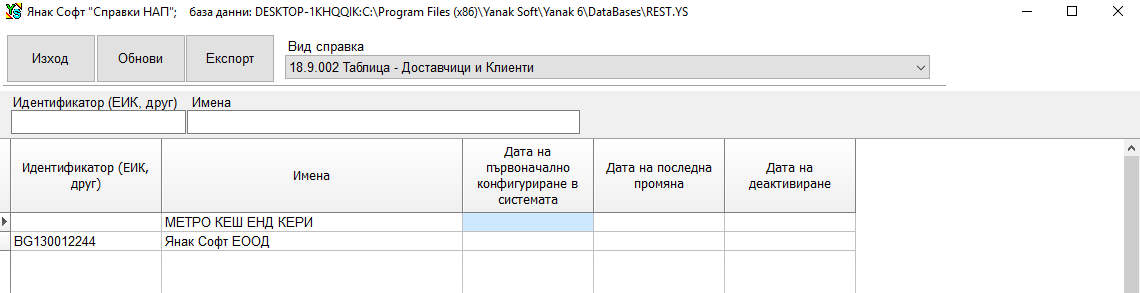 Янак Софт "Справки НАП"; база данни: DESKTOP-1KHQQIK:C:\Program Files (x86)\Yanak Soft\Yanak 6\DataBases\REST.YS
Изход
Обнови
Експорт
Вид справка
18.9.002 Таблица - Доставчици и Клиенти
Идентификатор (ЕИК, друг) Имена
Идентификатор (ЕИК,
друг)
Имена
Дата на
първоначално
конфигуриране в
системата
Дата на последна
промяна
Дата на
деактивиране
МЕТРО КЕШ ЕНД КЕРИ
BG130012244 Янак Софт ЕООД